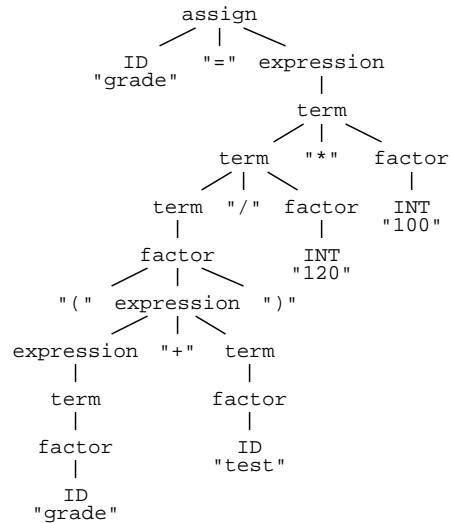 assign
ID "=" expression
"grade"
term
term "*" factor
term "/" factor INT
"100"
factor INT
"120"
"(" expression ")"
expression "+" term
term factor
factor ID
"test"
ID
"grade"